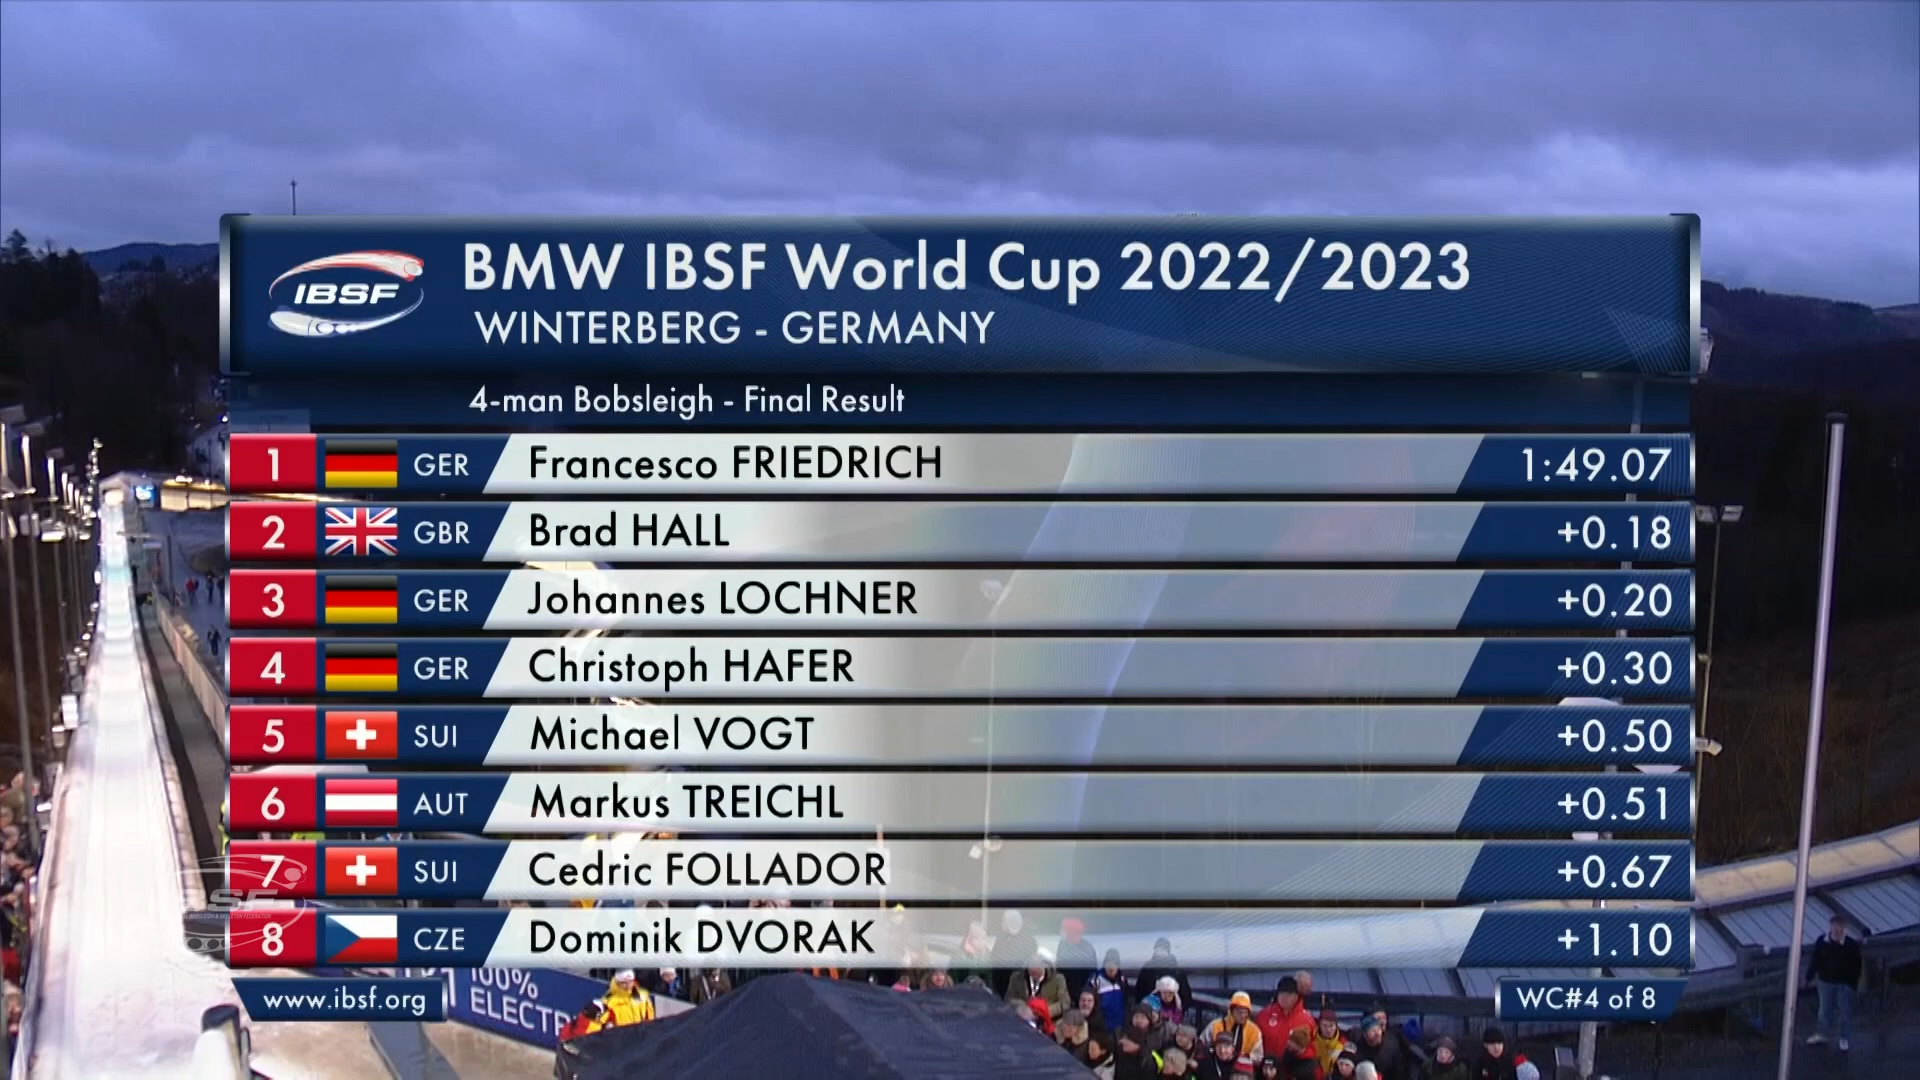 IBSF
BMW IBSF World Cup 2022/2023
WINTERBERG - GERMANY
4-man Bobsleigh - Final Result
1 GER Francesco FRIEDRICH 1:49.07
2 GBR Brad HALL +0.18
3 GER Johannes LOCHNER +0.20
4 GER Christoph HAFER +0.30
5 SUI Michael VOGT +0.50
6 AUT Markus TREICHL +0.51
7 SUI Cedric FOLLADOR +0.67
8 CZE Dominik DVORAK +1.10
www.ibsf.org
WC#4 of 8
100%
ELECTR